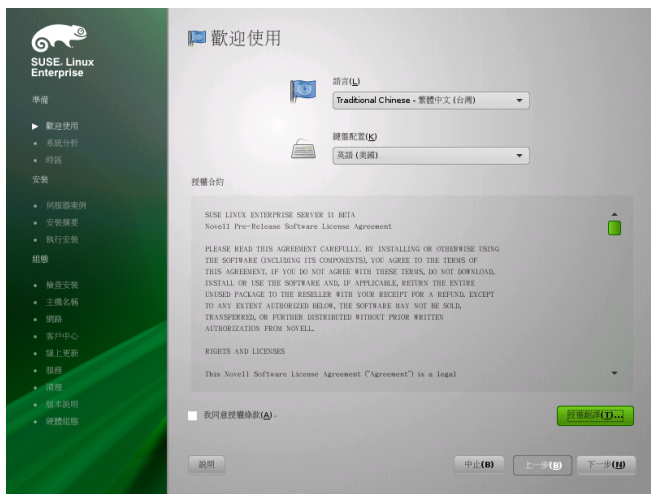 SUSE. Linux
Enterprise
準備
歡迎使用
系統分析
時區
安裝
伺服器案例
安裝摘要
執行安裝
組態
檢查安裝
主機名稱
網路
客戶中心
線上更新
服務
清理
版本說明
硬體組態
歡迎使用
語言(L)
Traditional Chinese - 繁體中文 (台灣)
鍵盤配置(K)
英語 (美國)
授權合約
SUSE LINUX ENTERPRISE SERVER 11 BETA
Novell Pre-Release Software License Agreement
PLEASE READ THIS AGREEMENT CAREFULLY. BY INSTALLING OR OTHERWISE USING
THE SOFTWARE (INCLUDING ITS COMPONENTS), YOU AGREE TO THE TERMS OF
THIS AGREEMENT. IF YOU DO NOT AGREE WITH THESE TERMS, DO NOT DOWNLOAD,
INSTALL OR USE THE SOFTWARE AND, IF APPLICABLE, RETURN THE ENTIRE
UNUSED PACKAGE TO THE RESELLER WITH YOUR RECEIPT FOR A REFUND. EXCEPT
TO ANY EXTENT AUTHORIZED BELOW, THE SOFTWARE MAY NOT BE SOLD,
TRANSFERRED, OR FURTHER DISTRIBUTED WITHOUT PRIOR WRITTEN
AUTHORIZATION FROM NOVELL.
RIGHTS AND LICENSES
This Novell Software License Agreement ("Agreement") is a legal
我同意授權條款(A)。
授權翻譯(T)...
說明
中止(R)
上一步(B)
下一步(N)